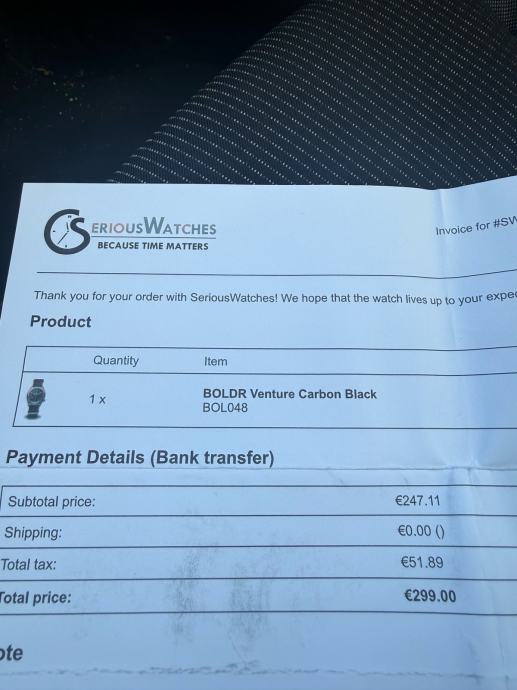 SERIOUSWATCHES
BECAUSE TIME MATTERS
Invoice for #SW
Thank you for your order with SeriousWatches! We hope that the watch lives up to your
Product
Quantity Item
1 x BOLDR Venture Carbon Black
BOL048
Payment Details (Bank transfer)
Subtotal price: €247.11
Shipping: €0.00 ()
Total tax: €51.89
Total price: €299.00